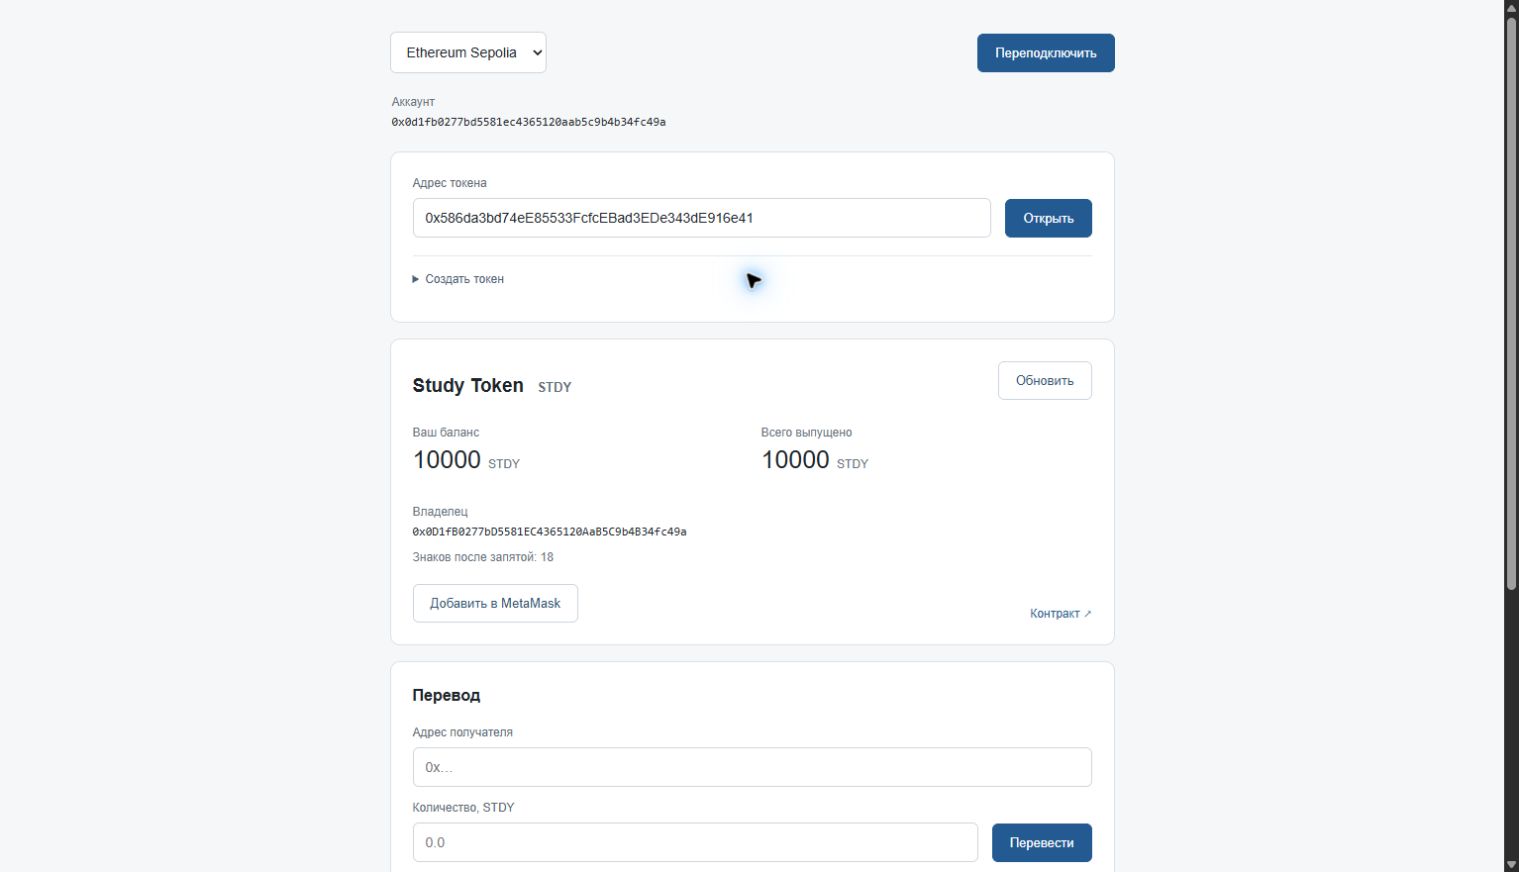 Ethereum Sepolia
Переподключить
Аккаунт
0x0d1fb0277bd5581ec4365120aab5c9b4b34fc49a
Адрес токена
0x586da3bd74eE85533FcfcEBad3EDe343dE916e41
Открыть
Создать токен
Study Token STDY
Обновить
Ваш баланс
10000 STDY
Всего выпущено
10000 STDY
Владелец
0x0D1fB0277bD5581EC4365120AaB5C9b4B34fc49a
Знаков после запятой: 18
Добавить в MetaMask
Контракт ↗
Перевод
Адрес получателя
0x...
Количество, STDY
0.0
Перевести